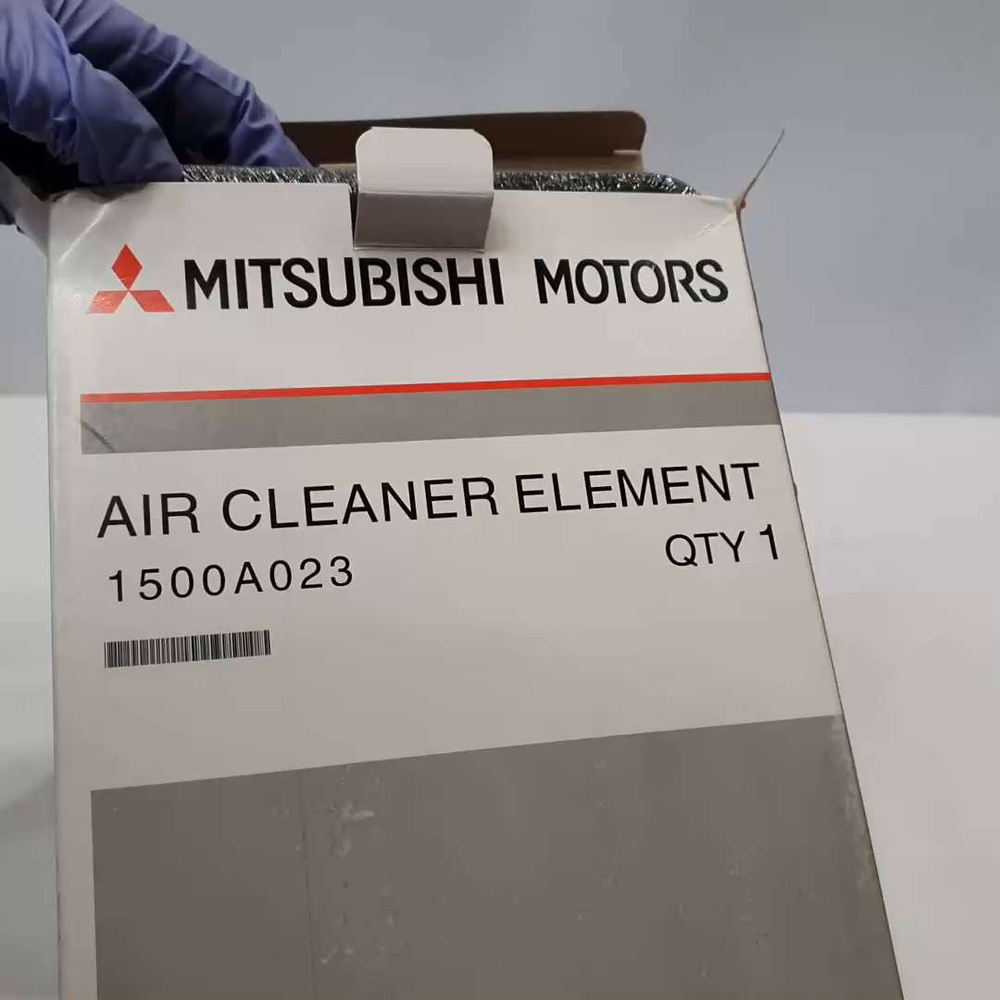 MITSUBISHI MOTORS
AIR CLEANER ELEMENT
1500A023
QTY 1